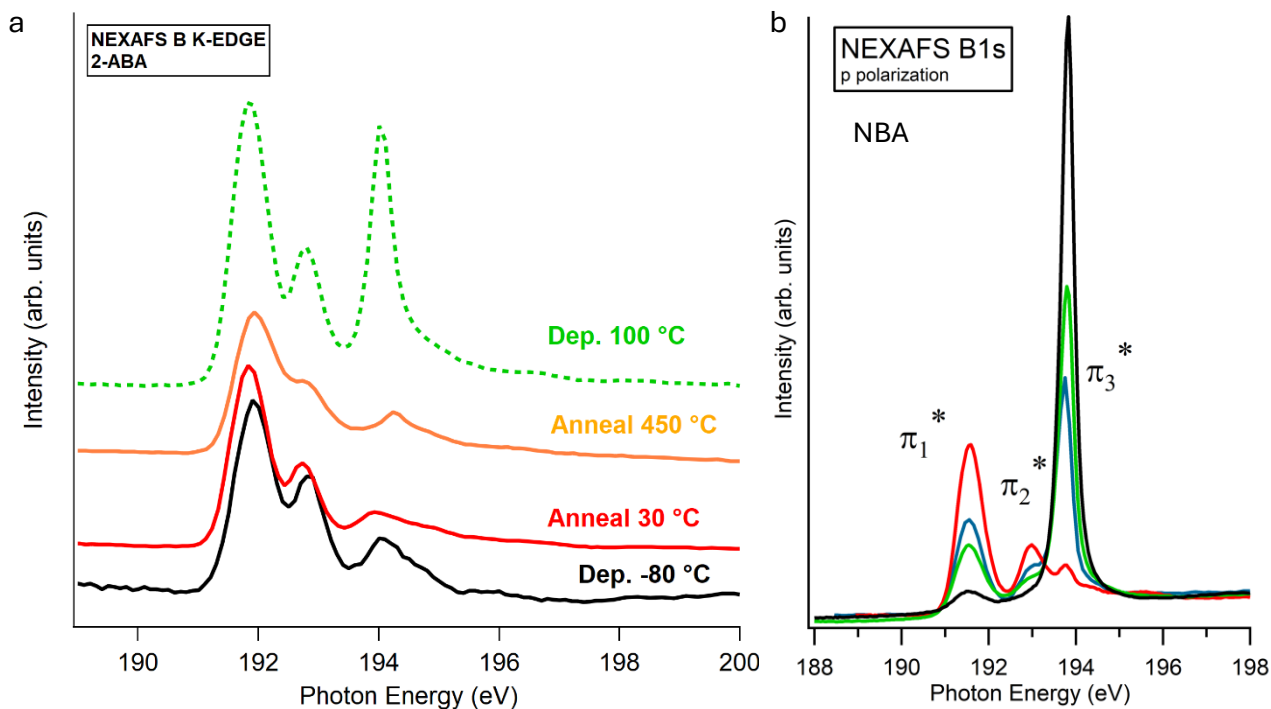 a
NEXAFS B K-EDGE
2-ABA
Intensity (arb. units)
Dep. 100 °C
Anneal 450 °C
Anneal 30 °C
Dep. -80 °C
190
192
194
196
198
200
Photon Energy (eV)
b
NEXAFS B1s
p polarization
NBA
Intensity (arb. units)
π1*
π2*
π3*
188
190
192
194
196
198
Photon Energy (eV)